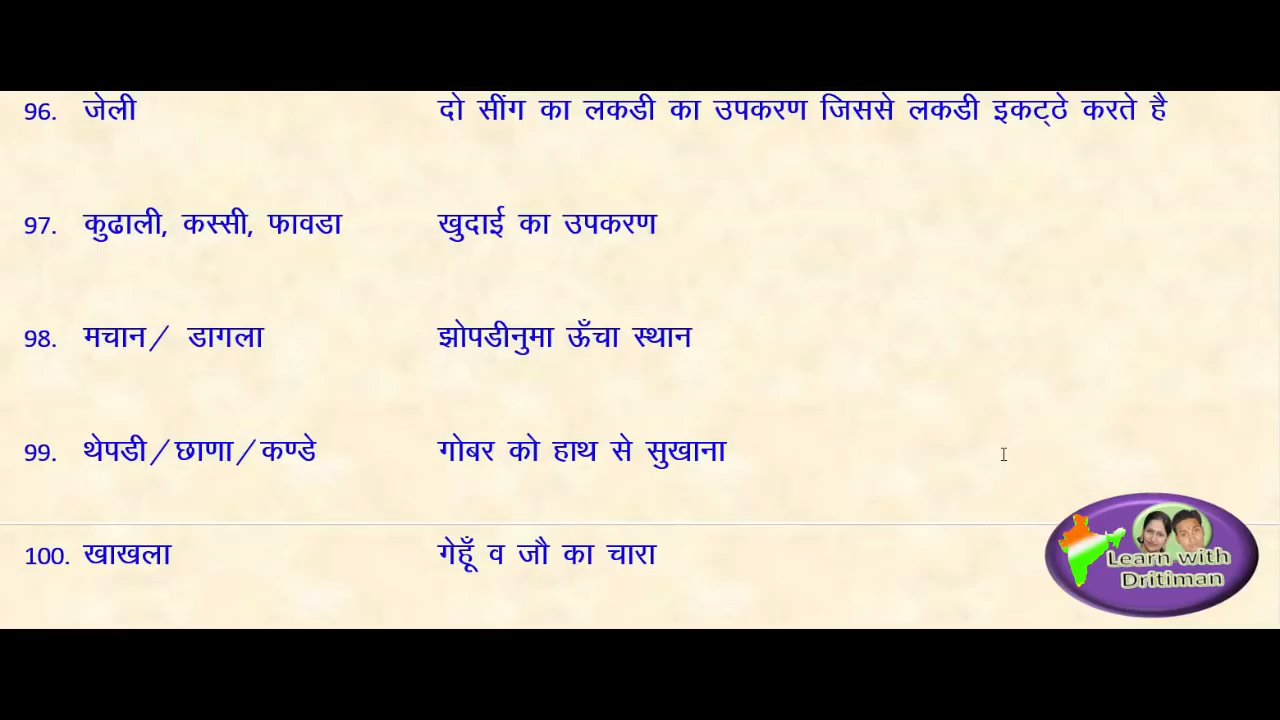 96. जेली दो सींग का लकडी का उपकरण जिससे लकडी इकट्ठे करते है
97. कुढाली, कस्सी, फावडा खुदाई का उपकरण
98. मचान/ डागला झोपडीनुमा ऊँचा स्थान
99. थेपडी/छाणा/कण्डे गोबर को हाथ से सुखाना
100. खाखला गेहूँ व जौ का चारा
Learn with
Dritiman